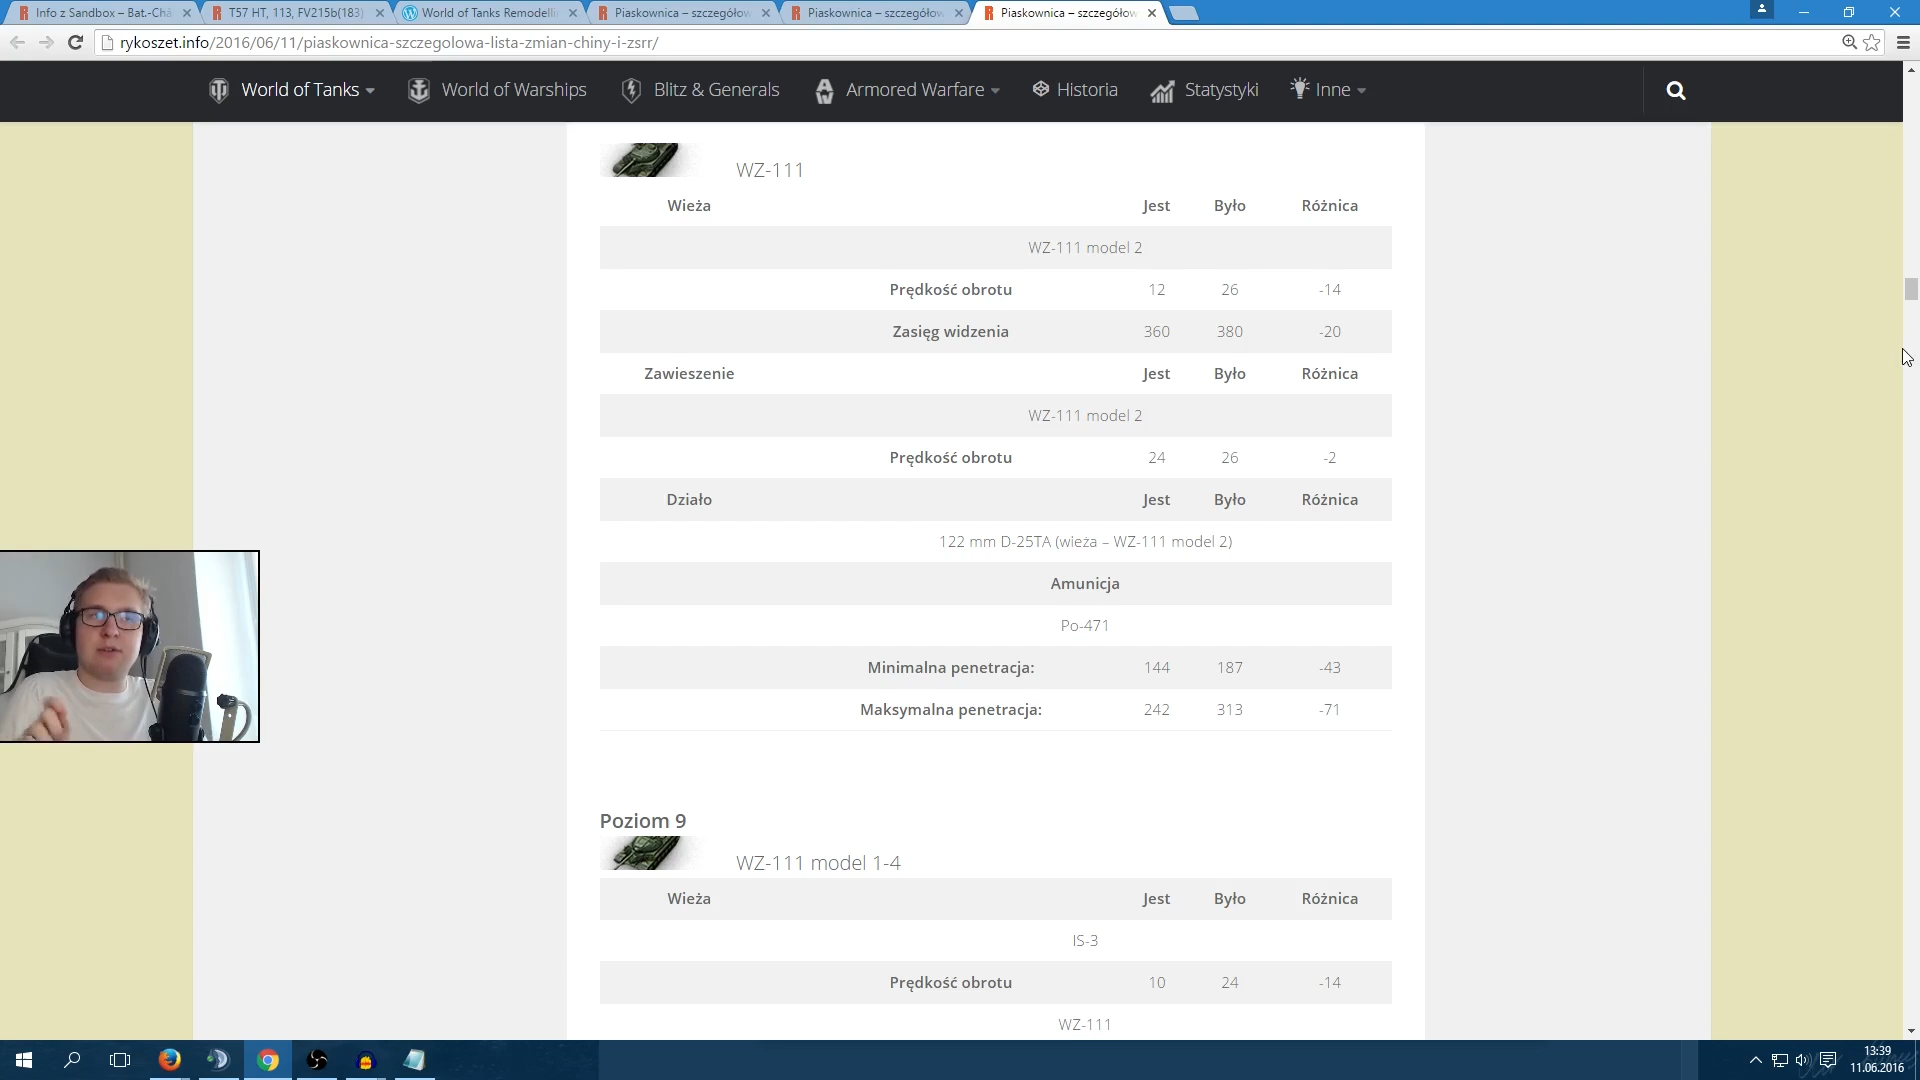 Info z Sandbox – Bat.-Châ
T57 HT, 113, FV215b(183)
World of Tanks Remodelli
Piaskownica – szczegółow
Piaskownica – szczegółow
Piaskownica – szczegółow
rykoszet.info/2016/06/11/piaskownica-szczegolowa-lista-zmian-chiny-i-zsrr/
World of Tanks
World of Warships
Blitz & Generals
Armored Warfare
Historia
Statystyki
Inne
WZ-111
Wieża Jest Było Różnica
WZ-111 model 2
Prędkość obrotu 12 26 -14
Zasięg widzenia 360 380 -20
Zawieszenie Jest Było Różnica
WZ-111 model 2
Prędkość obrotu 24 26 -2
Działo Jest Było Różnica
122 mm D-25TA (wieża – WZ-111 model 2)
Amunicja
Po-471
Minimalna penetracja: 144 187 -43
Maksymalna penetracja: 242 313 -71
Poziom 9
WZ-111 model 1-4
Wieża Jest Było Różnica
IS-3
Prędkość obrotu 10 24 -14
WZ-111
13:39
11.06.2016